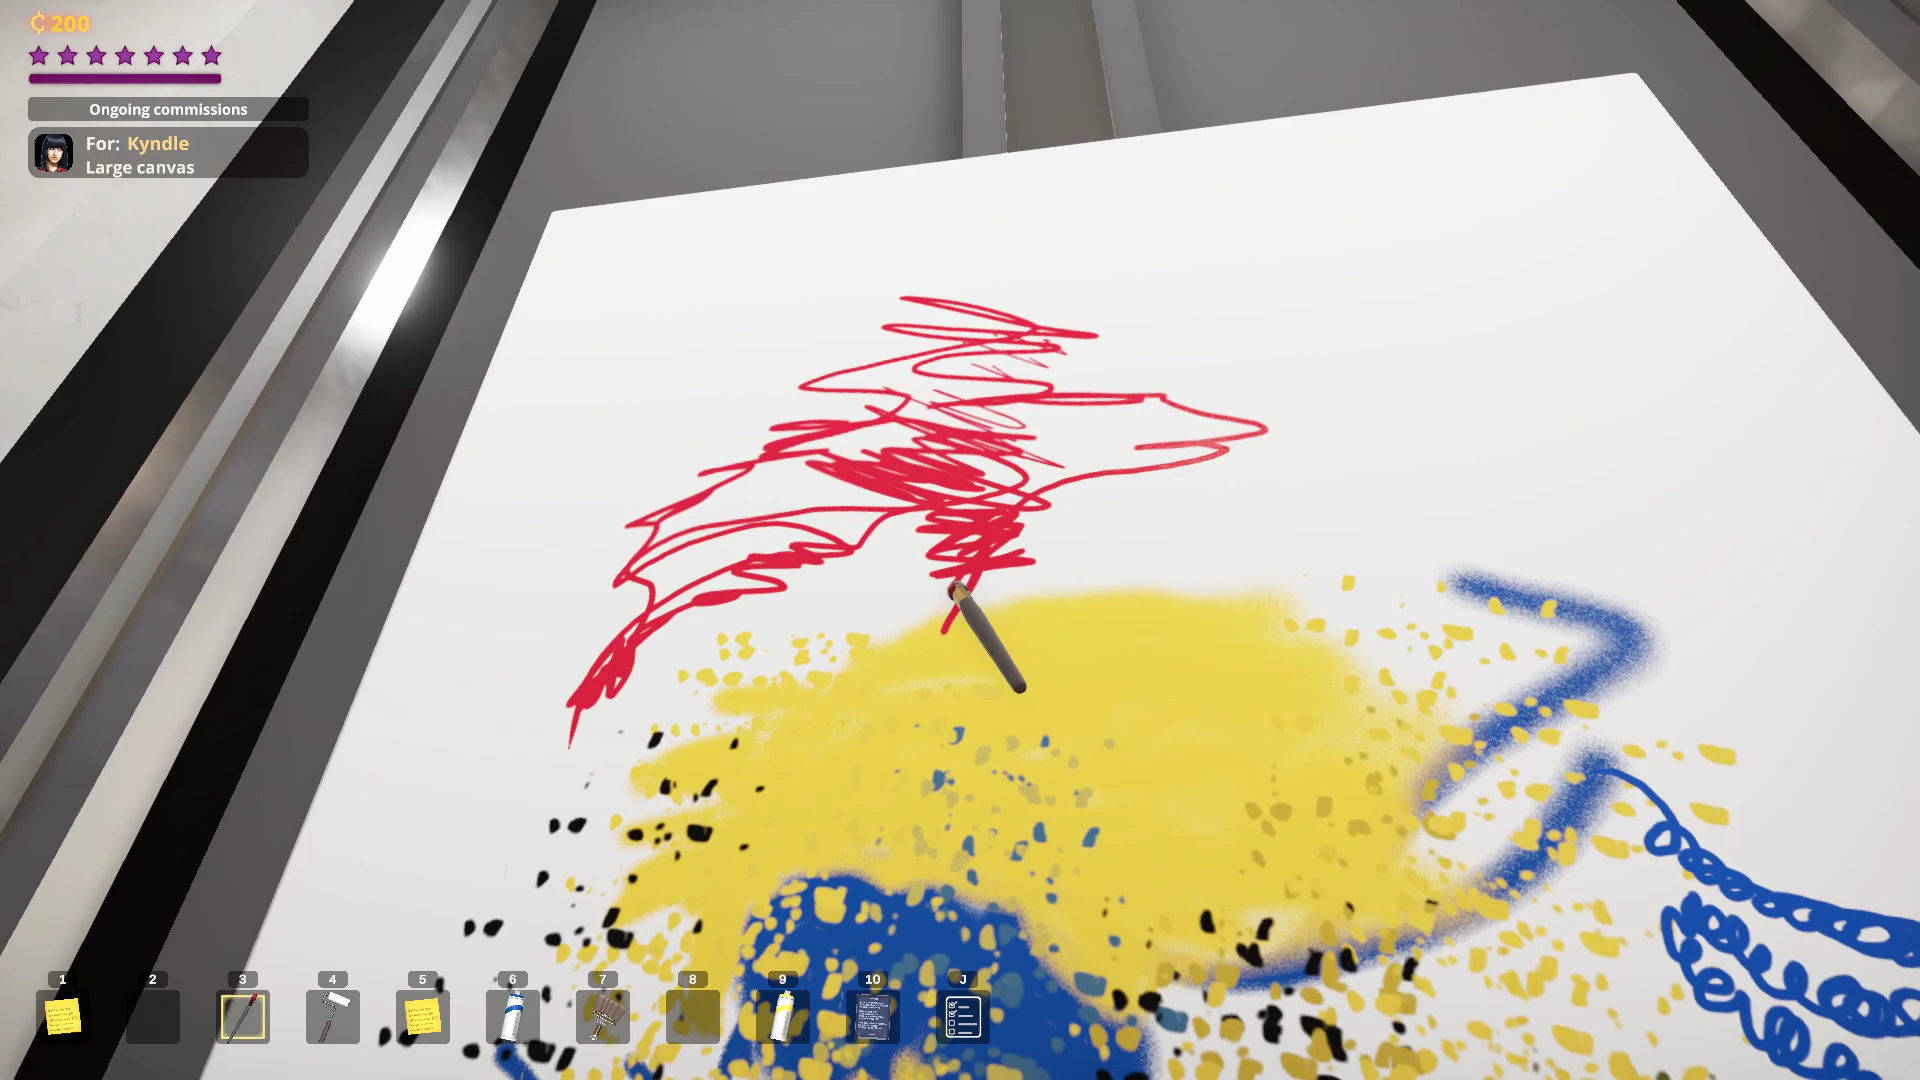 ₵ 200
Ongoing commissions
For: Kyndle
Large canvas
1 2 3 4 5 6 7 8 9 10 J